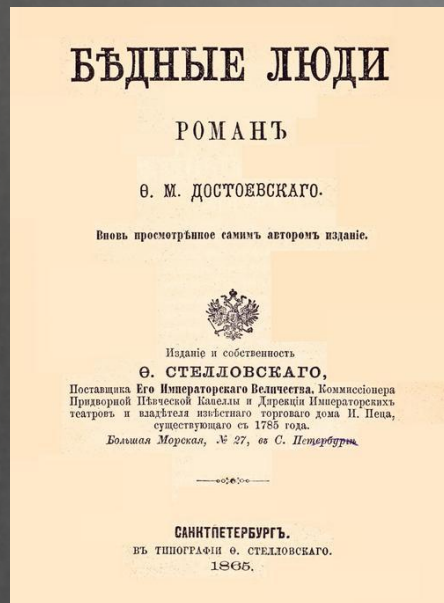 БѢДНЫЕ ЛЮДИ
РОМАНЪ
Ѳ. М. ДОСТОЕВСКАГО.
Вновь просмотрѣнное самимъ авторомъ изданіе.
Изданіе и собственность
Ѳ. СТЕЛЛОВСКАГО,
Поставщика Его Императорскаго Величества, Коммиссіонера
Придворной Пѣвческой Капеллы и Дирекціи Императорскихъ
театровъ и владѣтеля извѣстнаго торговаго дома И. Пеца,
существующаго съ 1785 года.
Большая Морская, № 27, въ С. Петербургѣ
САНКТПЕТЕРБУРГЪ.
ВЪ ТИПОГРАФІИ Ѳ. СТЕЛЛОВСКАГО.
1865.